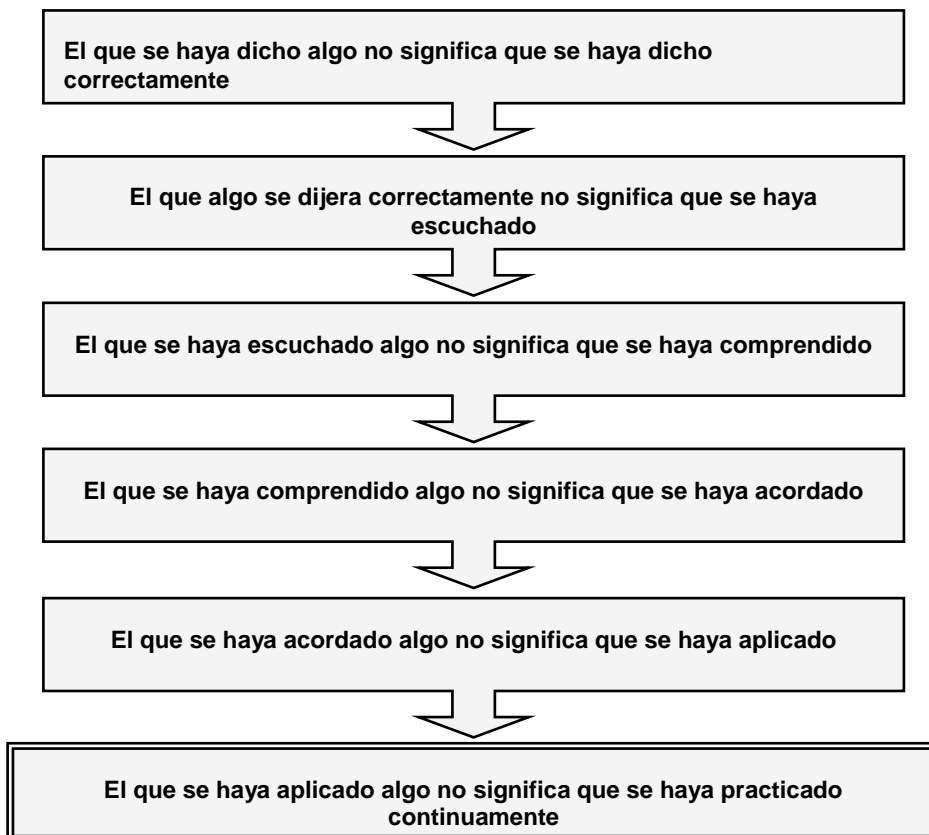 El que se haya dicho algo no significa que se haya dicho
correctamente
El que algo se dijera correctamente no significa que se haya
escuchado
El que se haya escuchado algo no significa que se haya comprendido
El que se haya comprendido algo no significa que se haya acordado
El que se haya acordado algo no significa que se haya aplicado
El que se haya aplicado algo no significa que se haya practicado
continuamente